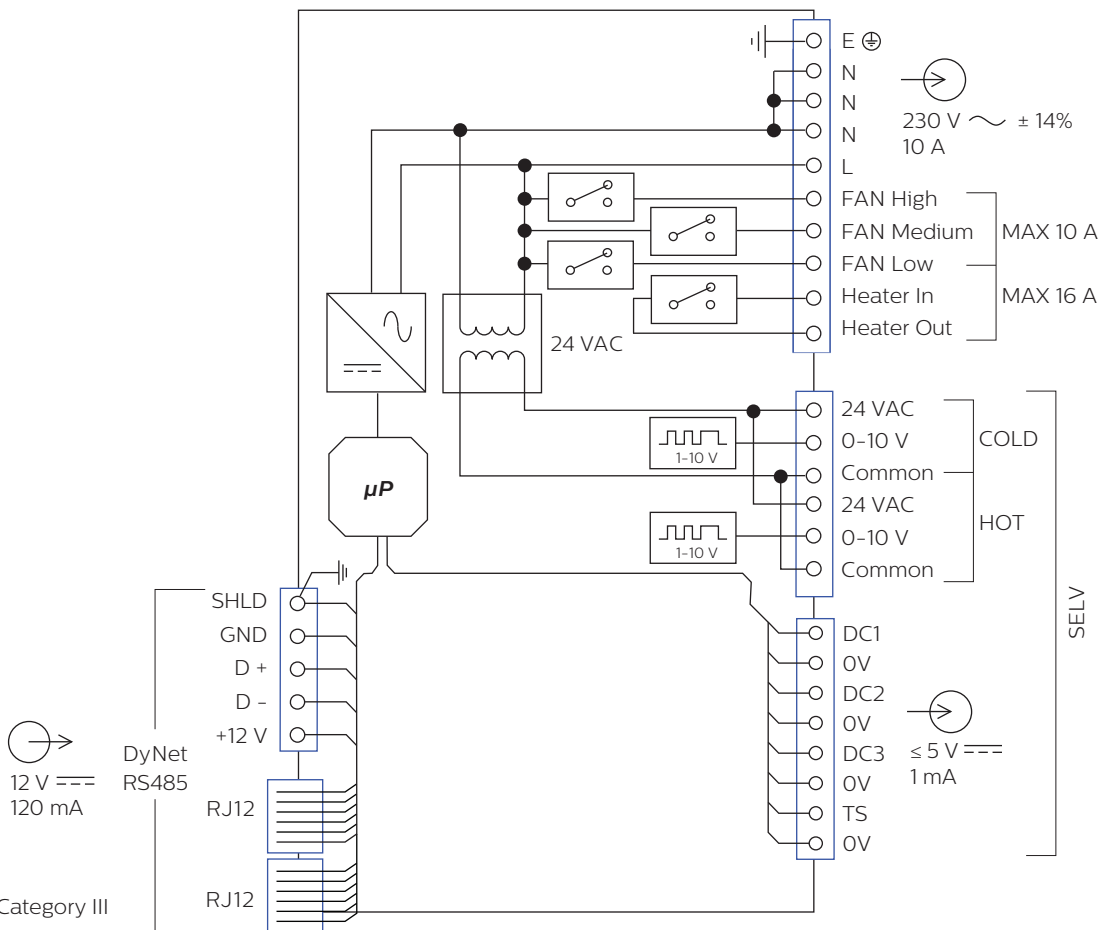 E
N
N
N
L
FAN High
FAN Medium
FAN Low
Heater In
Heater Out
230 V ± 14%
10 A
MAX 10 A
MAX 16 A
24 VAC
µP
24 VAC
0-10 V
Common
24 VAC
0-10 V
Common
COLD
HOT
1-10 V
1-10 V
SELV
SHLD
GND
D +
D -
+12 V
DyNet
RS485
12 V
120 mA
RJ12
RJ12
Category III
DC1
0V
DC2
0V
DC3
0V
TS
0V
≤ 5 V
1 mA